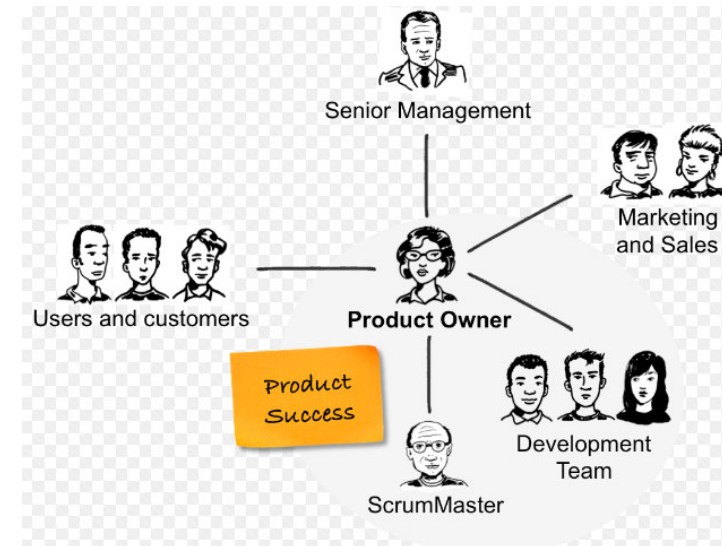 Senior Management
Marketing
and Sales
Users and customers
Product Owner
Product
Success
Development
Team
ScrumMaster